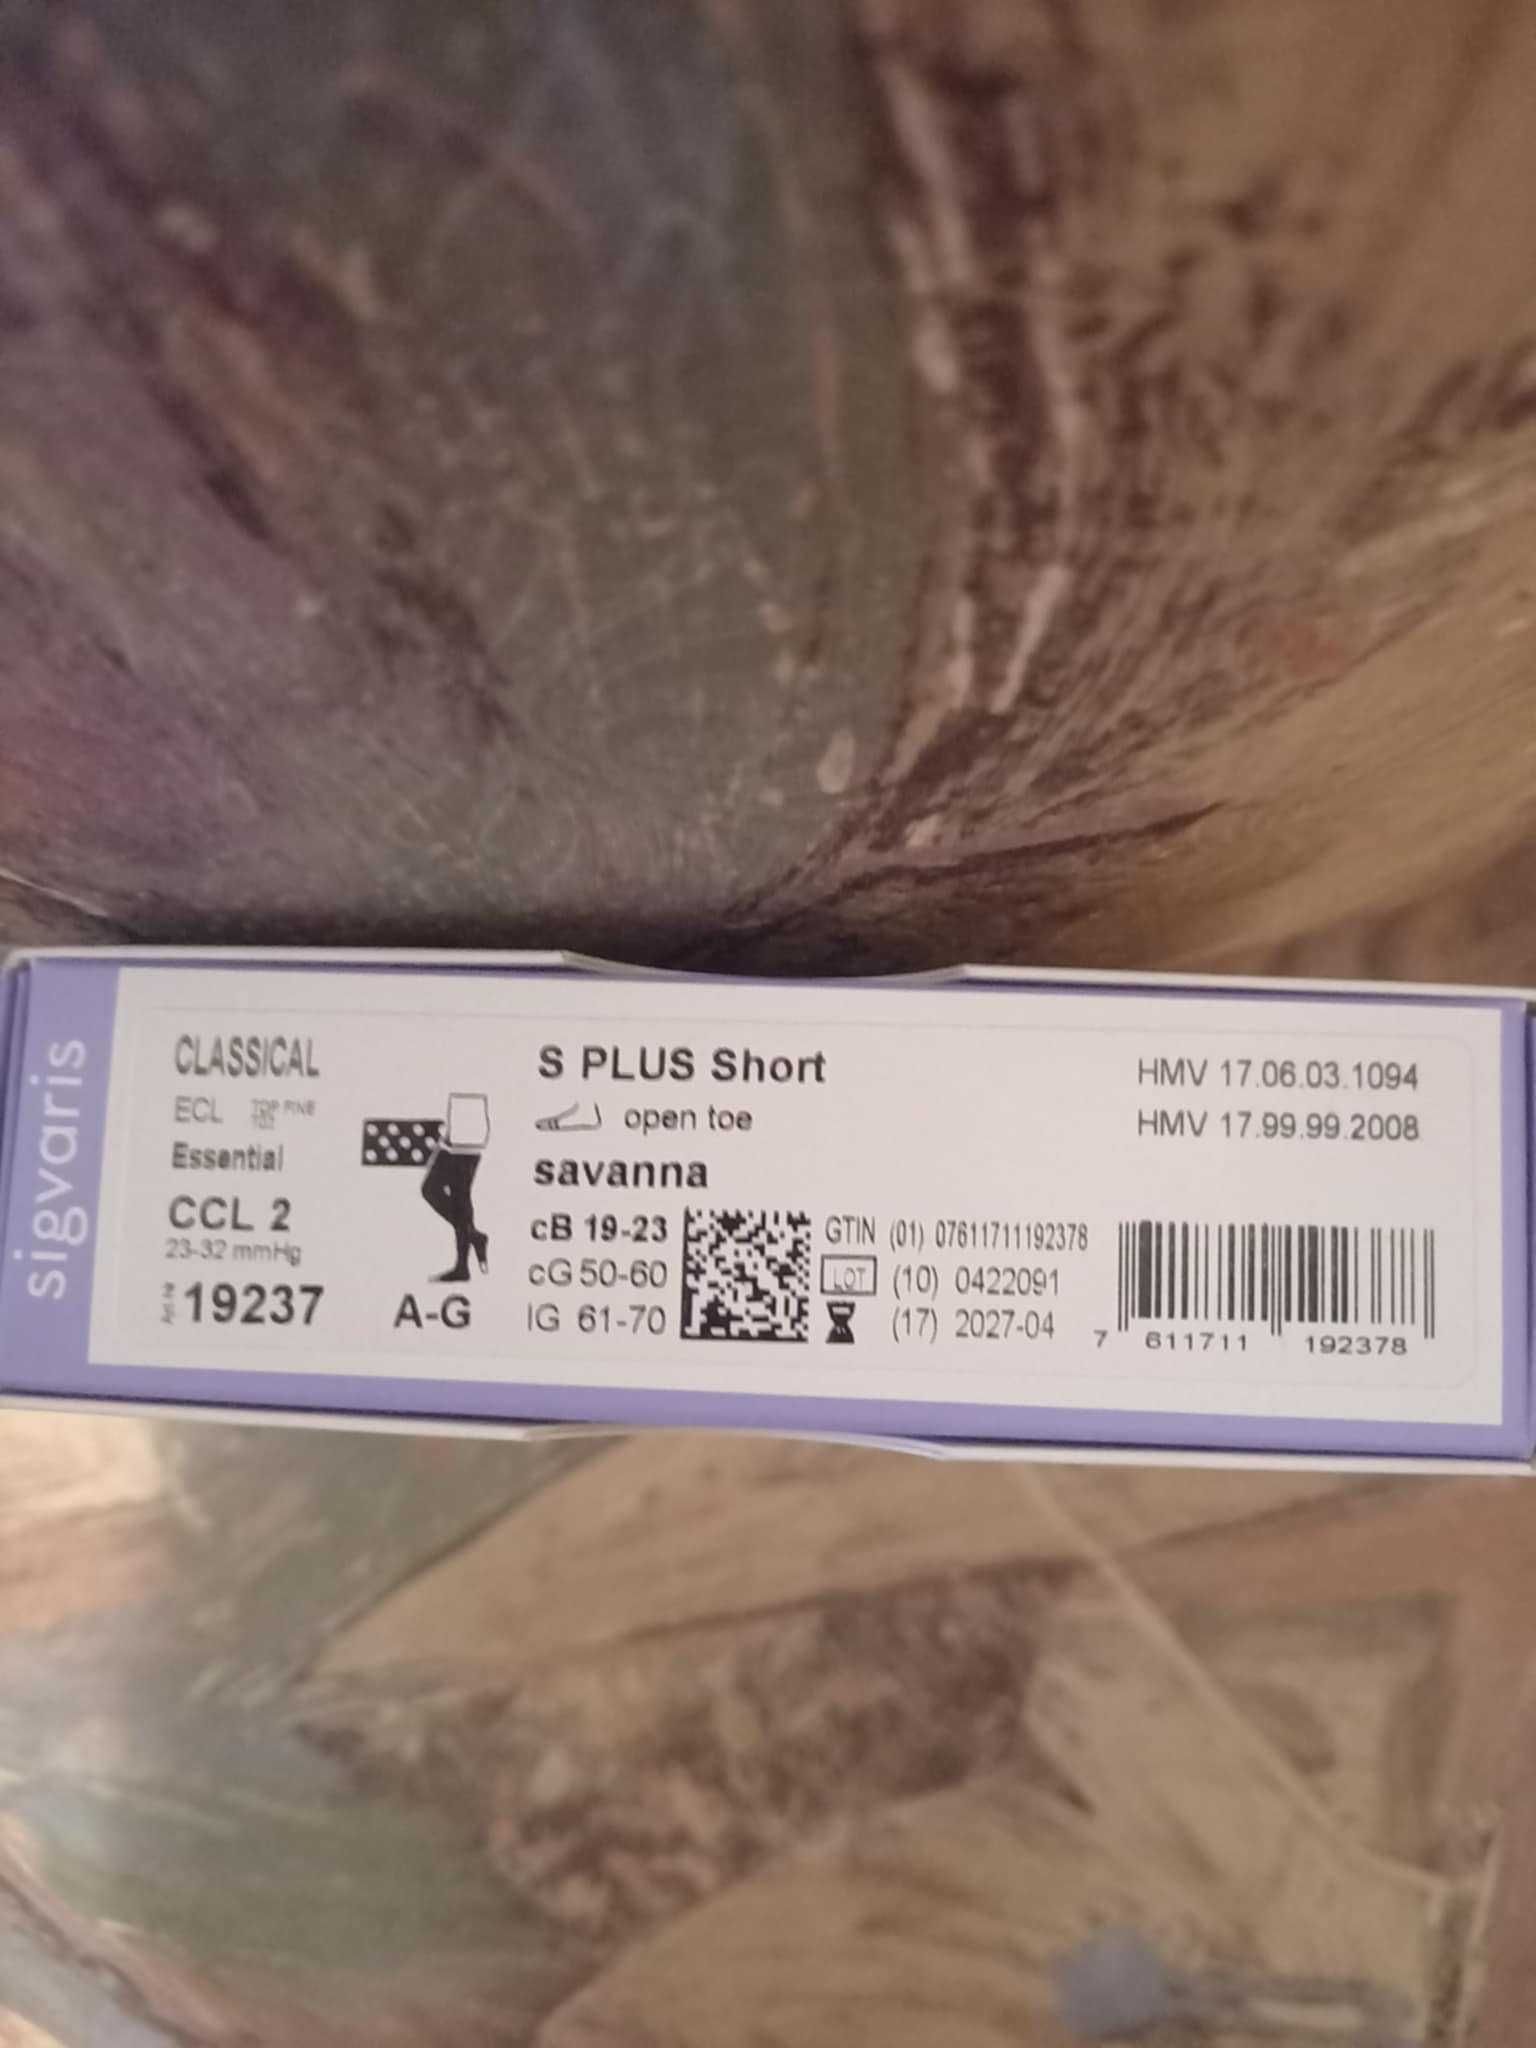 sigvaris
CLASSICAL
ECL TOP FINE
Essential
CCL 2
23-32 mmHg
19237
A-G
S PLUS Short
open toe
savanna
cB 19-23
cG 50-60
lG 61-70
HMV 17.06.03.1094
HMV 17.99.99.2008
GTIN (01) 07611711192378
LOT (10) 0422091
(17) 2027-04
7 611711 192378